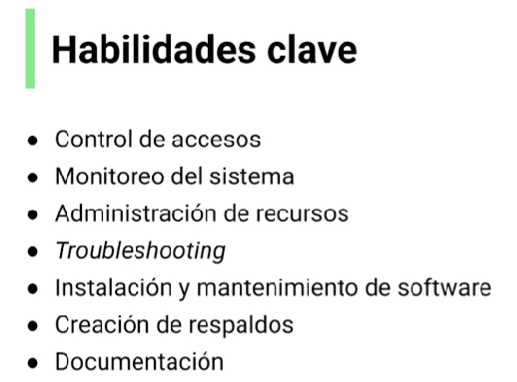 Habilidades clave
● Control de accesos
● Monitoreo del sistema
● Administración de recursos
● Troubleshooting
● Instalación y mantenimiento de software
● Creación de respaldos
● Documentación